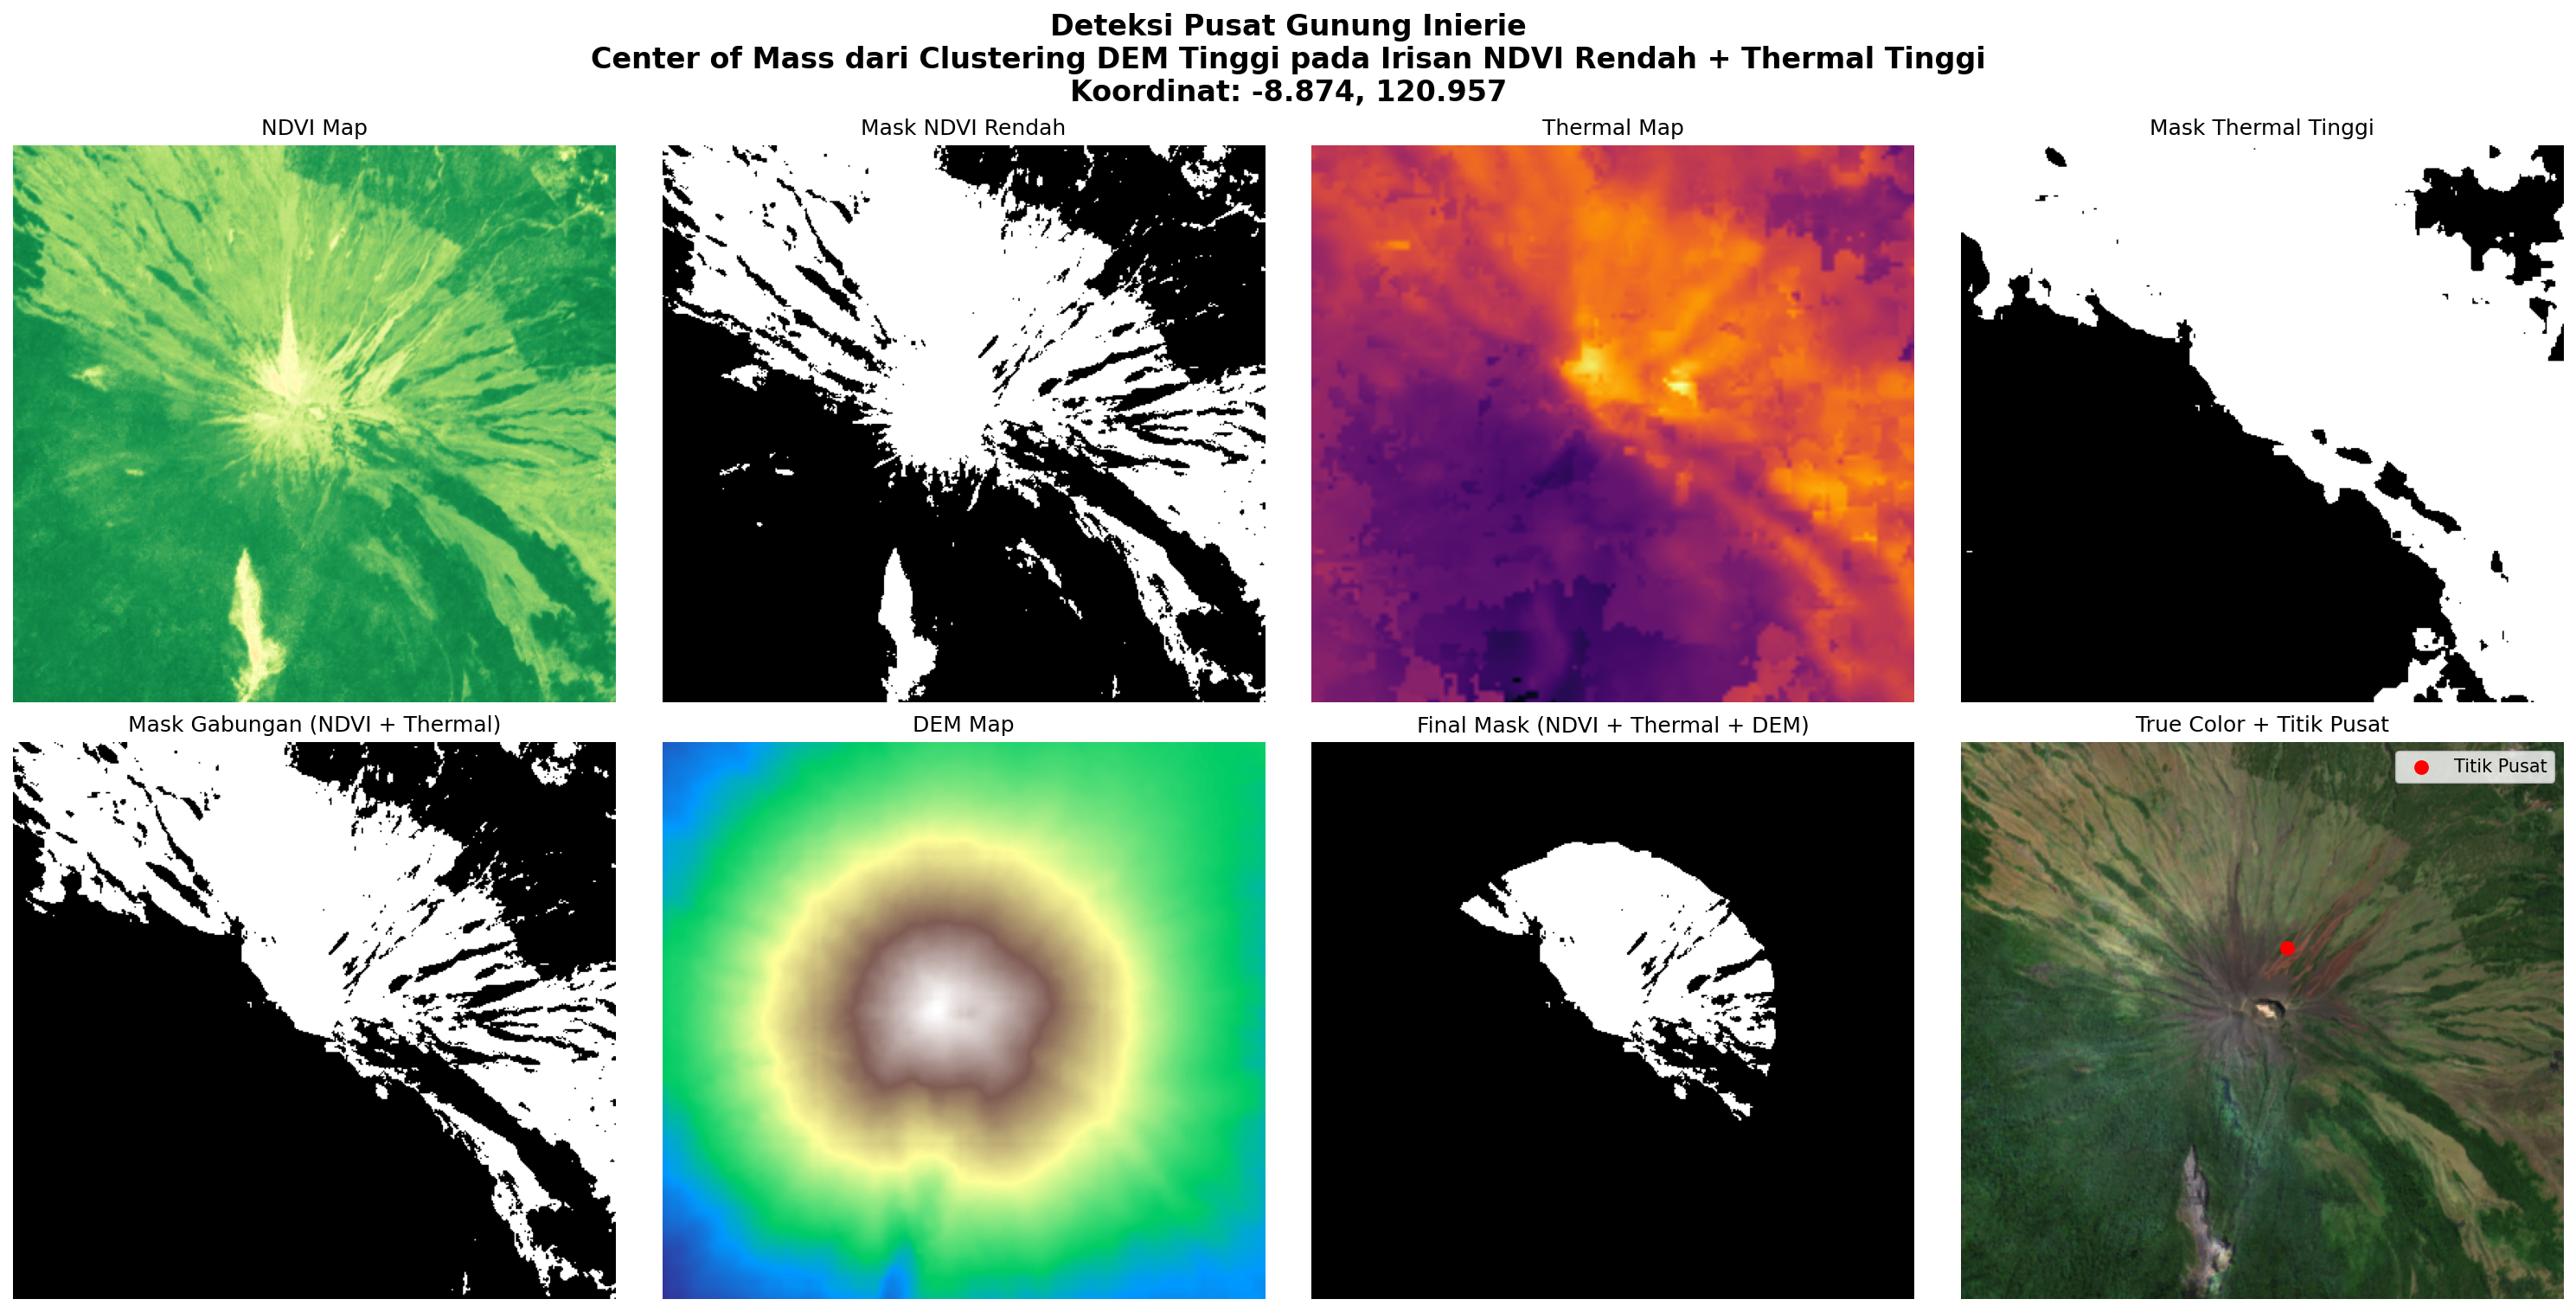 Deteksi Pusat Gunung Inierie
Center of Mass dari Clustering DEM Tinggi pada Irisan NDVI Rendah + Thermal Tinggi
Koordinat: -8.874, 120.957
NDVI Map
Mask NDVI Rendah
Thermal Map
Mask Thermal Tinggi
Mask Gabungan (NDVI + Thermal)
DEM Map
Final Mask (NDVI + Thermal + DEM)
True Color + Titik Pusat
Titik Pusat